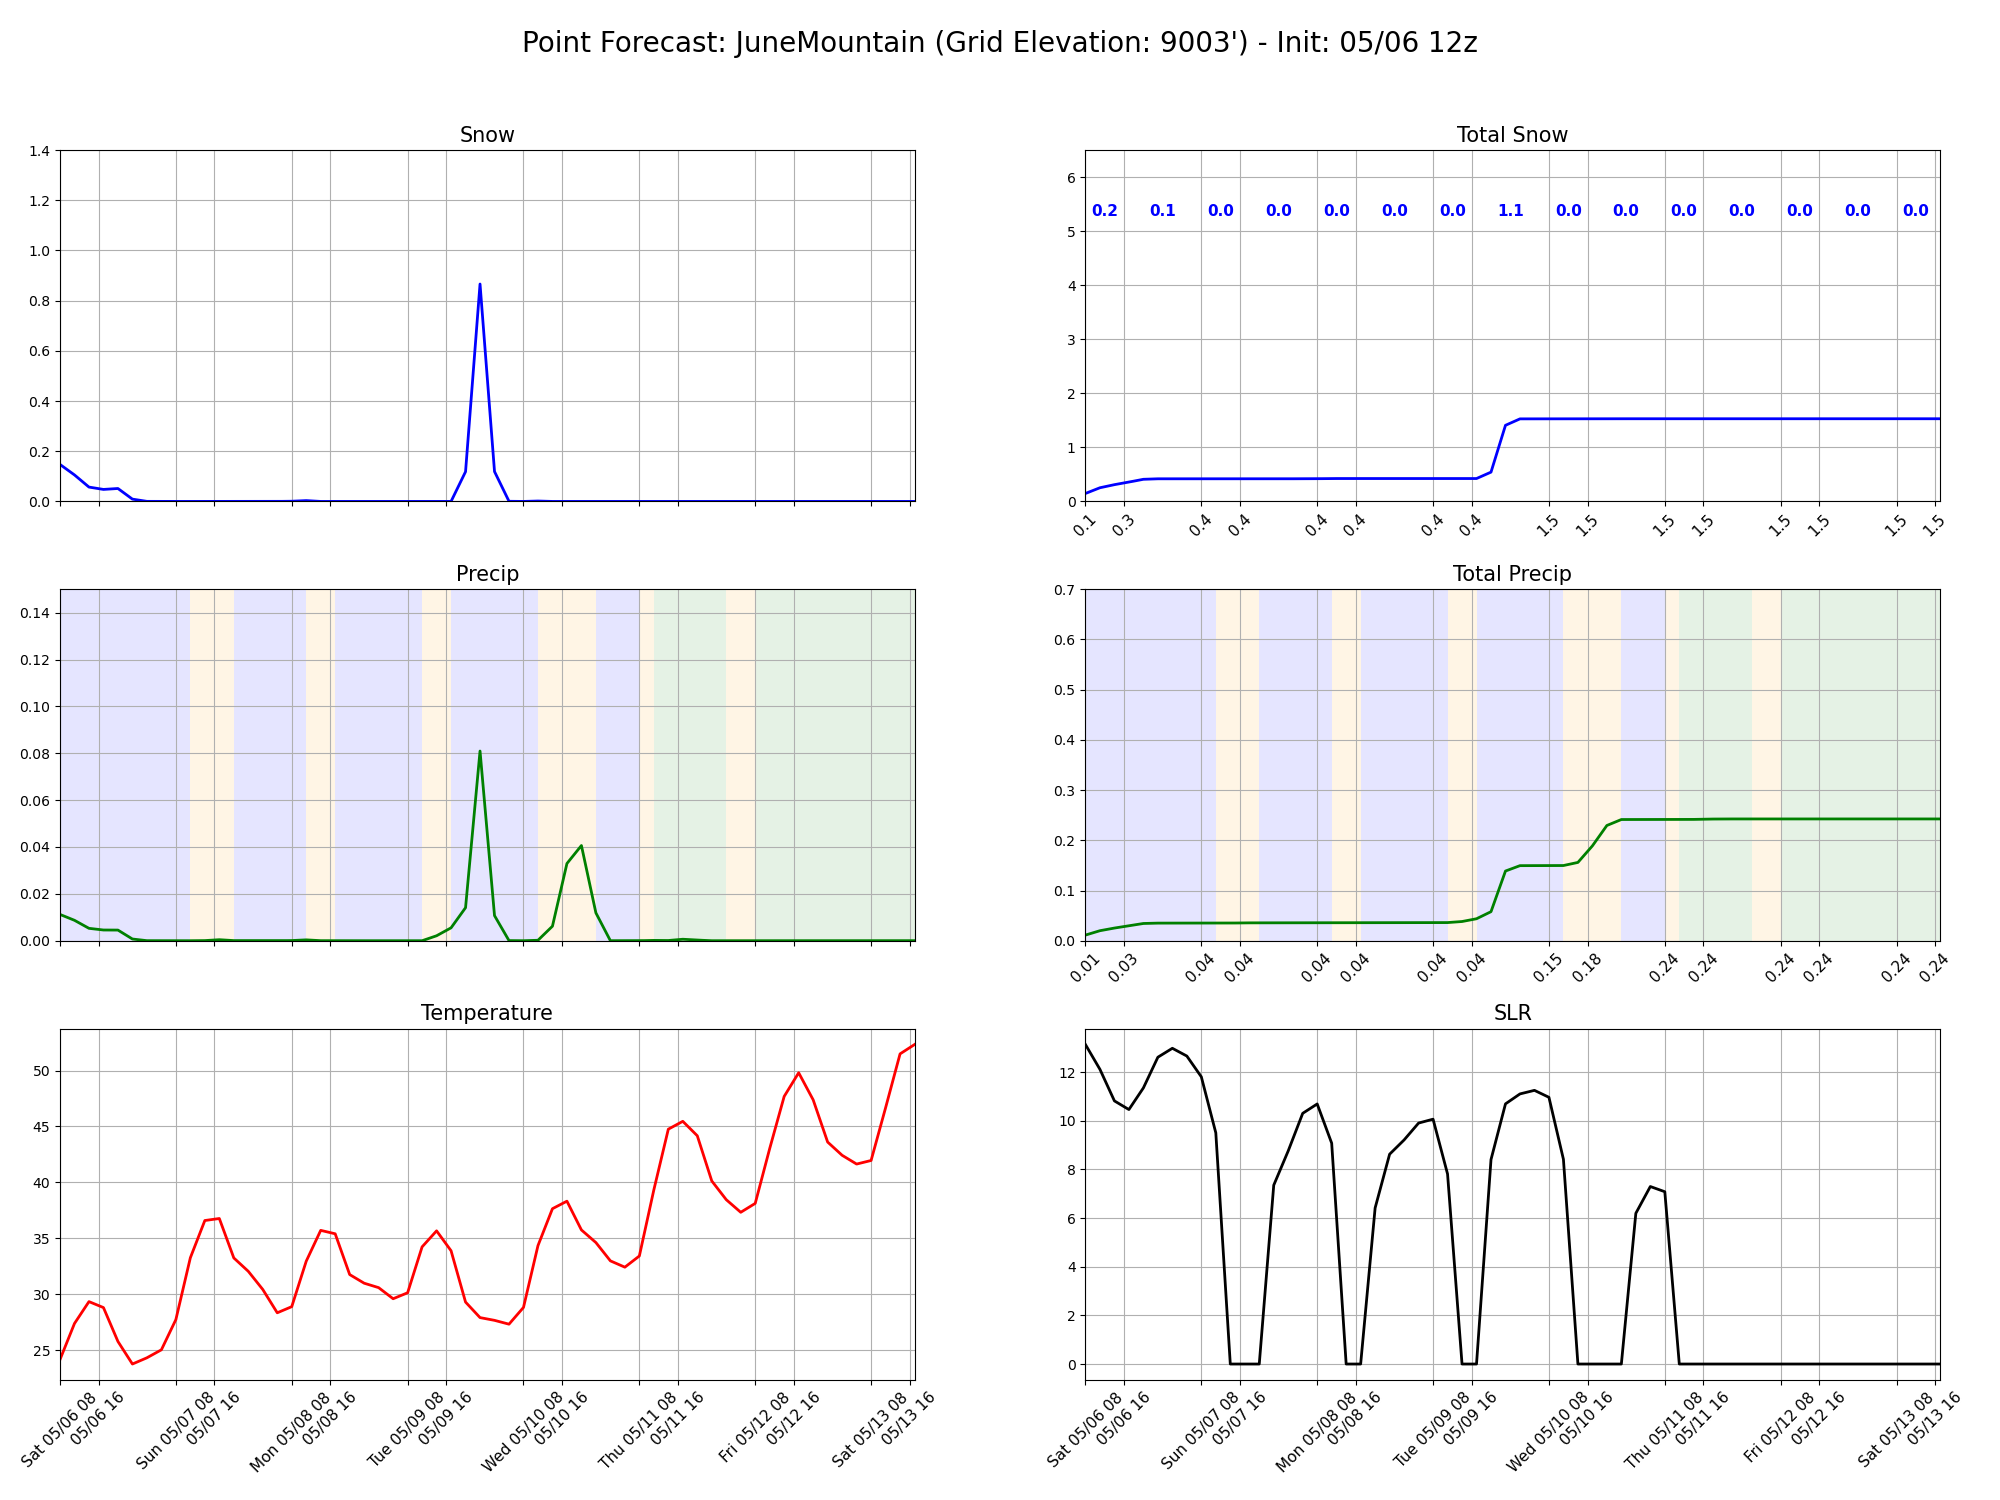 Point Forecast: JuneMountain (Grid Elevation: 9003') - Init: 05/06 12z
Snow
1.4
1.2
1.0
0.8
0.6
0.4
0.2
0.0
Total Snow
6
5
4
3
2
1
0
0.2 0.1 0.0 0.0 0.0 0.0 0.0 1.1 0.0 0.0 0.0 0.0 0.0 0.0 0.0
0.1 0.3 0.4 0.4 0.4 0.4 0.4 0.4 1.5 1.5 1.5 1.5 1.5 1.5 1.5 1.5
Precip
0.14
0.12
0.10
0.08
0.06
0.04
0.02
0.00
Total Precip
0.7
0.6
0.5
0.4
0.3
0.2
0.1
0.0
0.01 0.03 0.04 0.04 0.04 0.04 0.04 0.04 0.15 0.18 0.24 0.24 0.24 0.24 0.24 0.24
Temperature
50
45
40
35
30
25
Sat 05/06 08
05/06 16
Sun 05/07 08
05/07 16
Mon 05/08 08
05/08 16
Tue 05/09 08
05/09 16
Wed 05/10 08
05/10 16
Thu 05/11 08
05/11 16
Fri 05/12 08
05/12 16
Sat 05/13 08
05/13 16
SLR
12
10
8
6
4
2
0
Sat 05/06 08
05/06 16
Sun 05/07 08
05/07 16
Mon 05/08 08
05/08 16
Tue 05/09 08
05/09 16
Wed 05/10 08
05/10 16
Thu 05/11 08
05/11 16
Fri 05/12 08
05/12 16
Sat 05/13 08
05/13 16